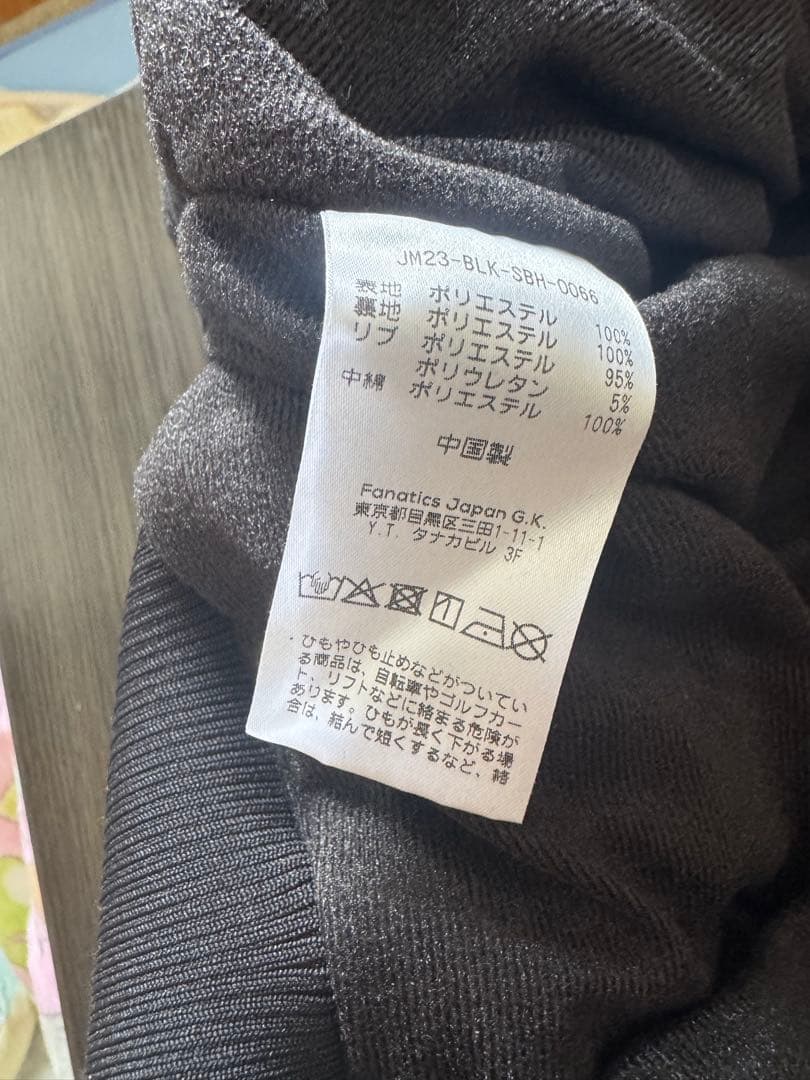 JM23-BLK-SBH-0066
表地 ポリエステル 100%
裏地 ポリエステル 100%
リブ ポリエステル 95%
ポリウレタン 5%
中綿 ポリエステル 100%
中国製
Fanatics Japan G.K.
東京都目黒区三田1-11-1
Y.T. タナカビル 3F
・ひもやひも止めなどがついてい
る商品は、自転車やゴルフカー
ト、リフトなどに絡まる危険が
あります。ひもが長く下がる場
合は、結んで短くするなど、絡